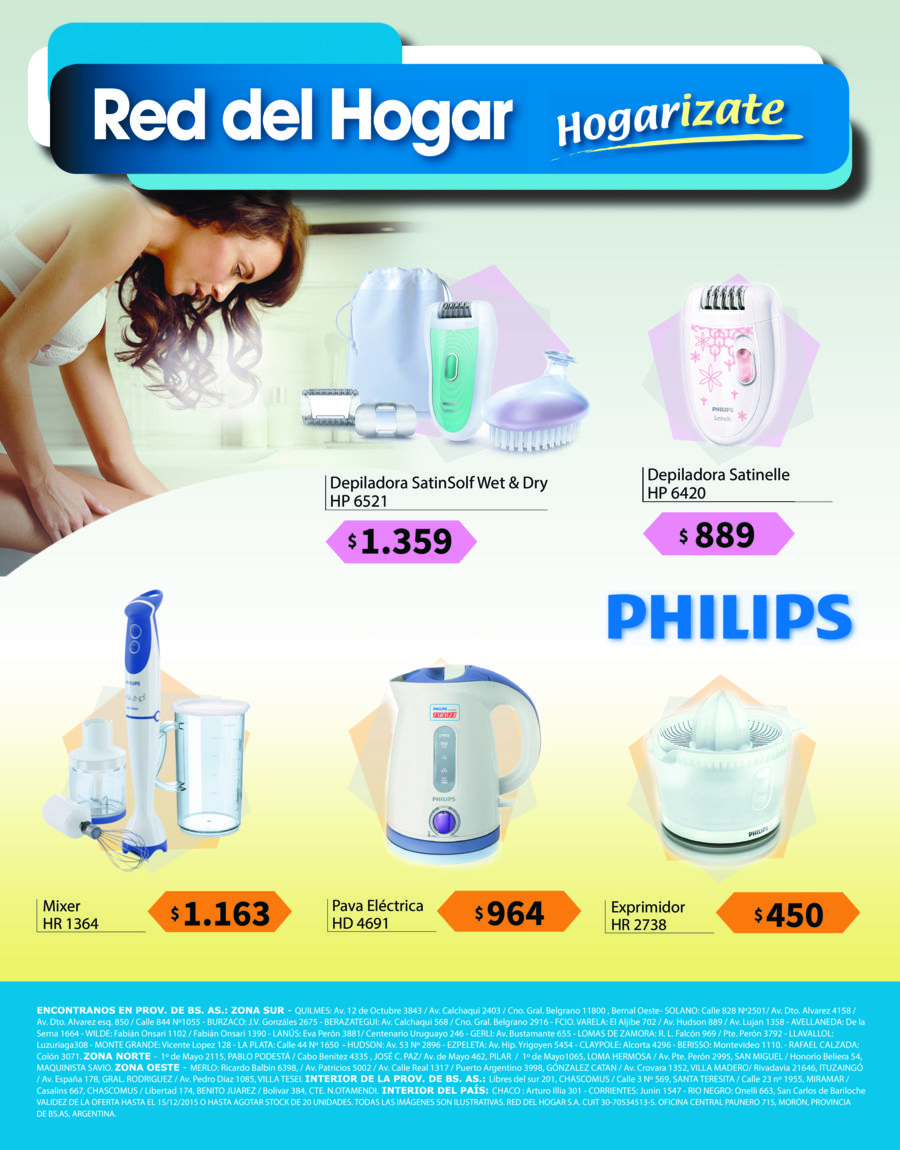 Red del Hogar
Hogarizate
PHILIPS
Depiladora SatinSolf Wet & Dry
HP 6521
$ 1.359
Depiladora Satinelle
HP 6420
$ 889
PHILIPS
PHILIPS
PHILIPS
PHILIPS
Mixer
HR 1364
$ 1.163
Pava Eléctrica
HD 4691
$ 964
Exprimidor
HR 2738
$ 450
ENCONTRANOS EN PROV. DE BS. AS.: ZONA SUR - QUILMES: Av. 12 de Octubre 3843 / Av. Calchaqui 2403 / Cno. Gral. Belgrano 11800 , Bernal Oeste- SOLANO: Calle 828 Nº2501/ Av. Dto. Alvarez 4158 /
Av. Dto. Alvarez esq. 850 / Calle 844 Nº1055 - BURZACO: J.V. Gonzáles 2675 - BERAZATEGUI: Av. Calchaqui 568 / Cno. Gral. Belgrano 2916 - FCIO. VARELA: El Aljibe 702 / Av. Hudson 889 / Av. Lujan 1358 - AVELLANEDA: De la
Serna 1664 - WILDE: Fabián Onsari 1102 / Fabián Onsari 1390 - LANÚS: Eva Perón 3881/ Centenario Uruguayo 246 - GERLI: Av. Bustamante 655 - LOMAS DE ZAMORA: R. L. Falcón 969 / Pte. Perón 3792 - LLAVALLOL:
Luzuriaga308 - MONTE GRANDE: Vicente Lopez 128 - LA PLATA: Calle 44 Nº 1650 - HUDSON: Av. 53 Nº 2896 - EZPELETA: Av. Hip. Yrigoyen 5454 - CLAYPOLE: Alcorta 4296 - BERISSO: Montevideo 1110. - RAFAEL CALZADA:
Colón 3071. ZONA NORTE - 1º de Mayo 2115, PABLO PODESTÁ / Cabo Benitez 4335 , JOSÉ C. PAZ/ Av. de Mayo 462, PILAR / 1º de Mayo1065, LOMA HERMOSA / Av. Pte. Perón 2995, SAN MIGUEL / Honorio Beliera 54,
MAQUINISTA SAVIO. ZONA OESTE - MERLO: Ricardo Balbin 6398, / Av. Patricios 5002 / Av. Calle Real 1317 / Puerto Argentino 3998, GONZALEZ CATAN / Av. Crovara 1352, VILLA MADERO/ Rivadavia 21646, ITUZAINGÓ
/ Av. España 178, GRAL. RODRIGUEZ / Av. Pedro Díaz 1085, VILLA TESEI. INTERIOR DE LA PROV. DE BS. AS.: Libres del sur 201, CHASCOMUS / Calle 3 Nº 569, SANTA TERESITA / Calle 23 nº 1955, MIRAMAR /
Casalins 667, CHASCOMUS / Libertad 174, BENITO JUAREZ / Bolivar 384, CTE. N.OTAMENDI. INTERIOR DEL PAÍS: CHACO : Arturo Illia 301 - CORRIENTES: Junin 1547 - RIO NEGRO: Onelli 663, San Carlos de Bariloche
VALIDEZ DE LA OFERTA HASTA EL 15/12/2015 O HASTA AGOTAR STOCK DE 20 UNIDADES. TODAS LAS IMÁGENES SON ILUSTRATIVAS. RED DEL HOGAR S.A. CUIT 30-70534513-5. OFICINA CENTRAL PAUNERO 715, MORÓN, PROVINCIA
DE BS.AS, ARGENTINA.